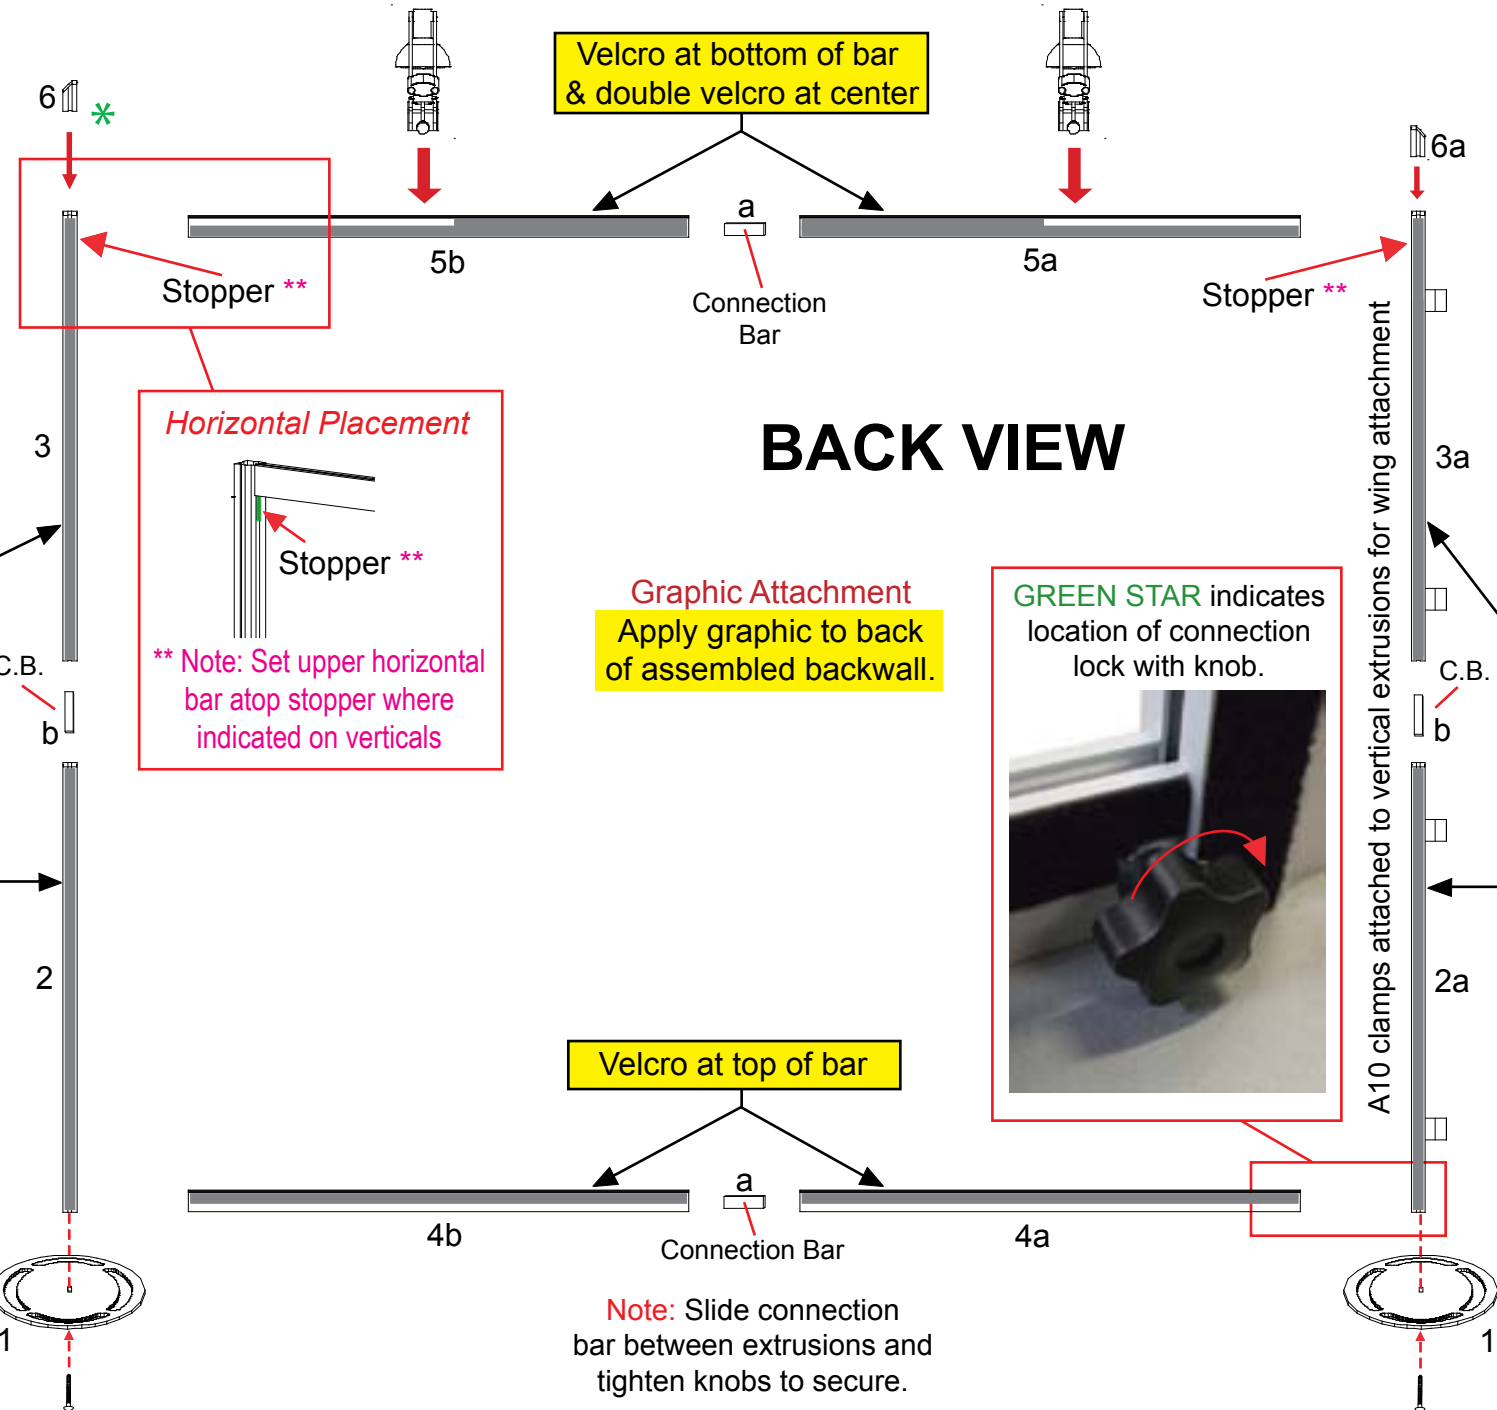 Velcro at bottom of bar
& double velcro at center
6
*
6a
a
5b
5a
Stopper **
Connection
Bar
Stopper **
Horizontal Placement
Stopper **
** Note: Set upper horizontal
bar atop stopper where
indicated on verticals
BACK VIEW
3
3a
A10 clamps attached to vertical extrusions for wing attachment
Graphic Attachment
Apply graphic to back
of assembled backwall.
GREEN STAR indicates
location of connection
lock with knob.
C.B.
b
C.B.
b
2
2a
Velcro at top of bar
a
4b
4a
Connection Bar
1
1
Note: Slide connection
bar between extrusions and
tighten knobs to secure.